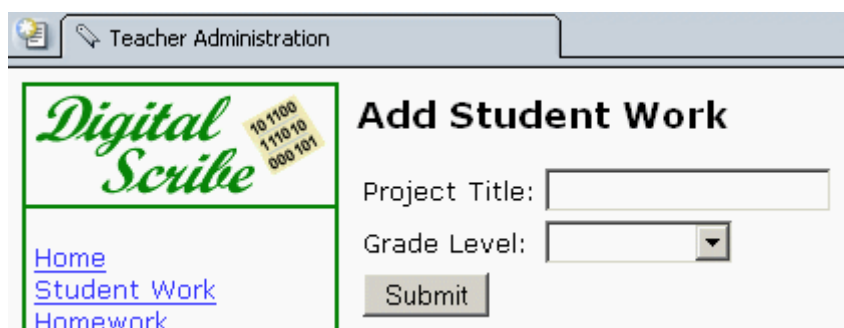 Teacher Administration
Digital Scribe
101100
111010
000101
Add Student Work
Project Title:
Grade Level:
Submit
Home
Student Work
Homework